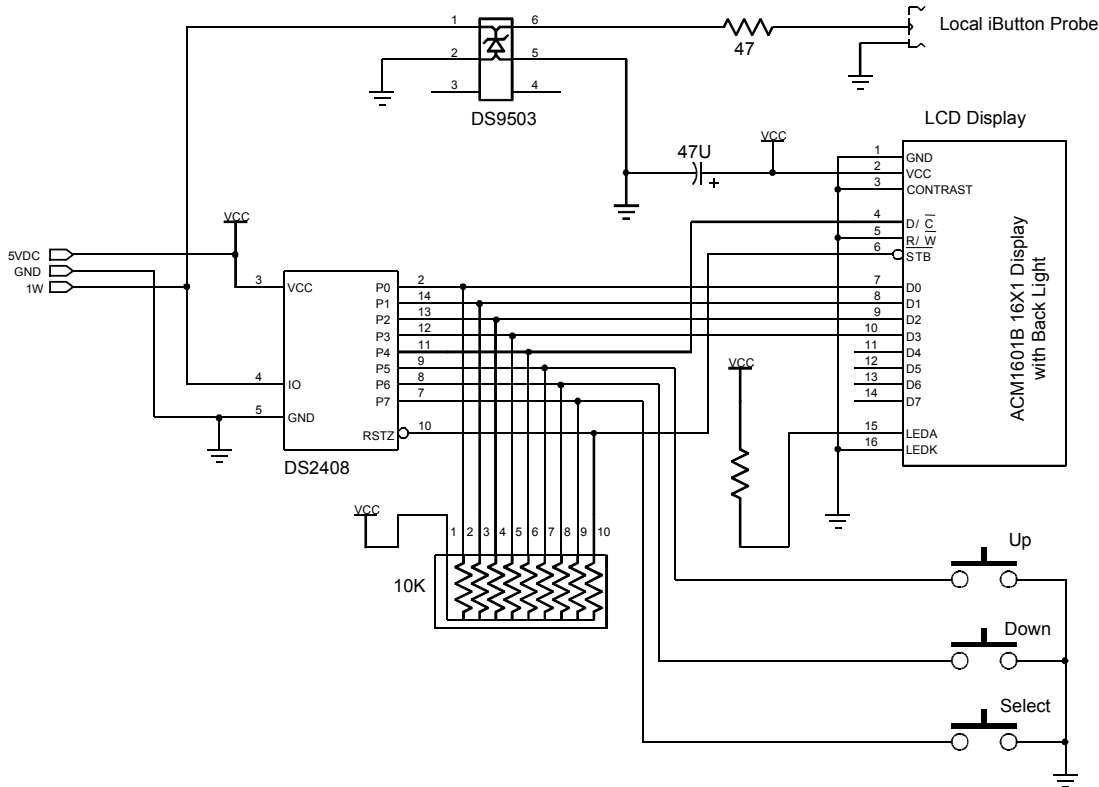 1
6
47
Local iButton Probe
2
5
3
4
DS9503
LCD Display
47U
+
VCC
1
GND
2
VCC
3
CONTRAST
4
D/ C
5
R/ W
6
STB
7
D0
8
D1
9
D2
10
D3
11
D4
12
D5
13
D6
14
D7
15
LEDA
16
LEDK
ACM1601B 16X1 Display
with Back Light
VCC
5VDC
GND
1W
3
VCC
4
IO
5
GND
P0
2
P1
14
P2
13
P3
12
P4
11
P5
9
P6
8
P7
7
RSTZ
10
DS2408
VCC
VCC
1 2 3 4 5 6 7 8 9 10
10K
Up
Down
Select